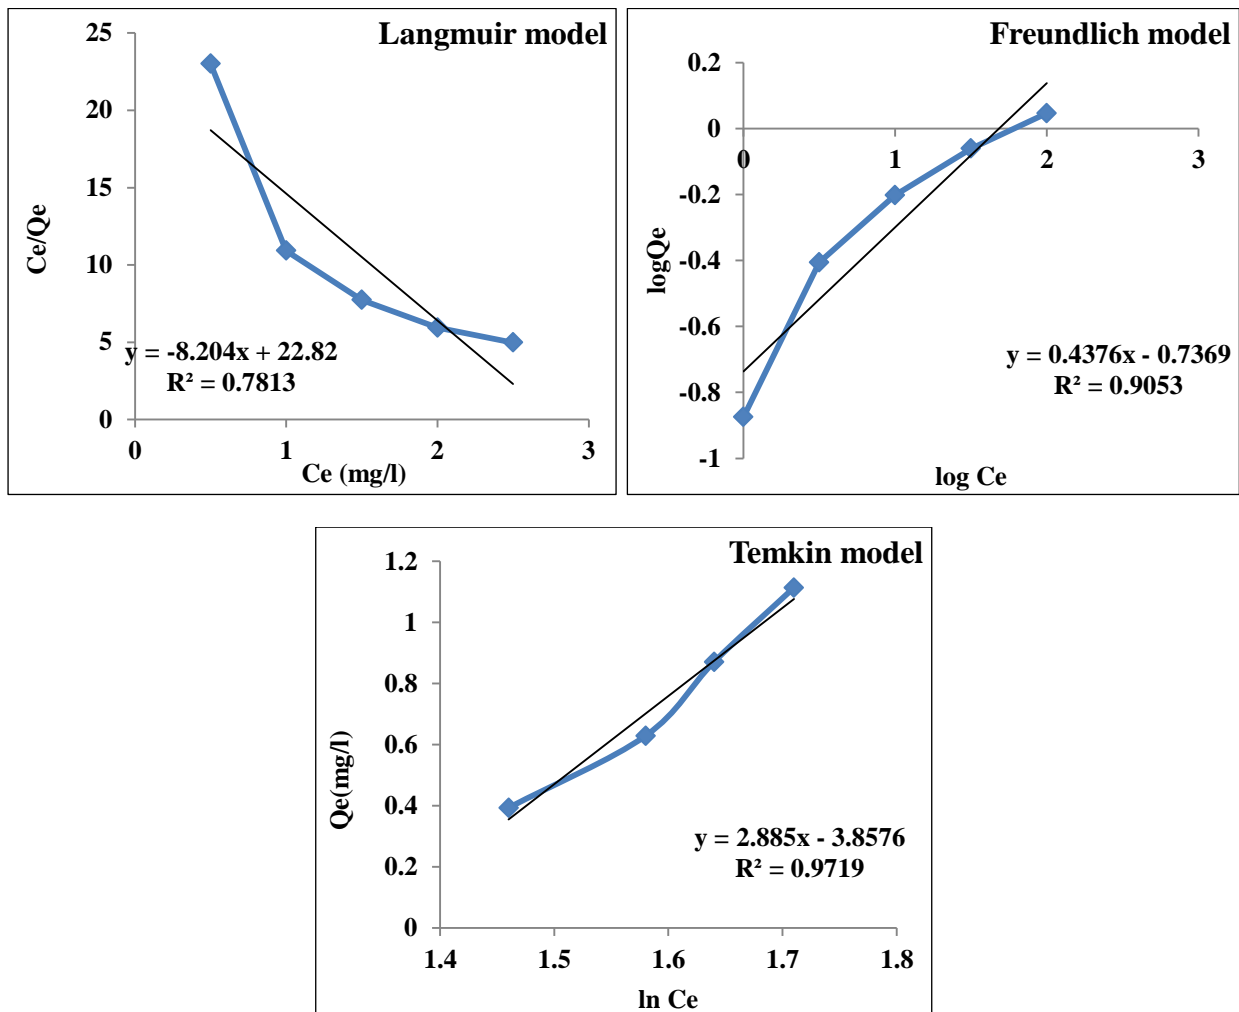 Langmuir model
25
20
15
10
5
0
Ce/Qe
0 1 2 3
Ce (mg/l)
y = -8.204x + 22.82
R² = 0.7813
Freundlich model
0.2
0
-0.2
-0.4
-0.6
-0.8
-1
logQe
0 1 2 3
y = 0.4376x - 0.7369
R² = 0.9053
log Ce
Temkin model
1.2
1
0.8
0.6
0.4
0.2
0
Qe(mg/l)
y = 2.885x - 3.8576
R² = 0.9719
1.4 1.5 1.6 1.7 1.8
ln Ce